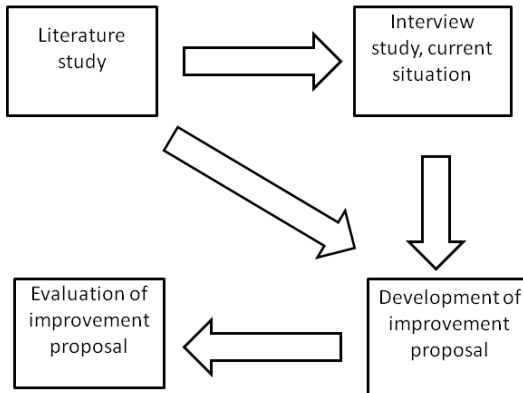 Literature
study
Interview
study, current
situation
Evaluation of
improvement
proposal
Development of
improvement
proposal